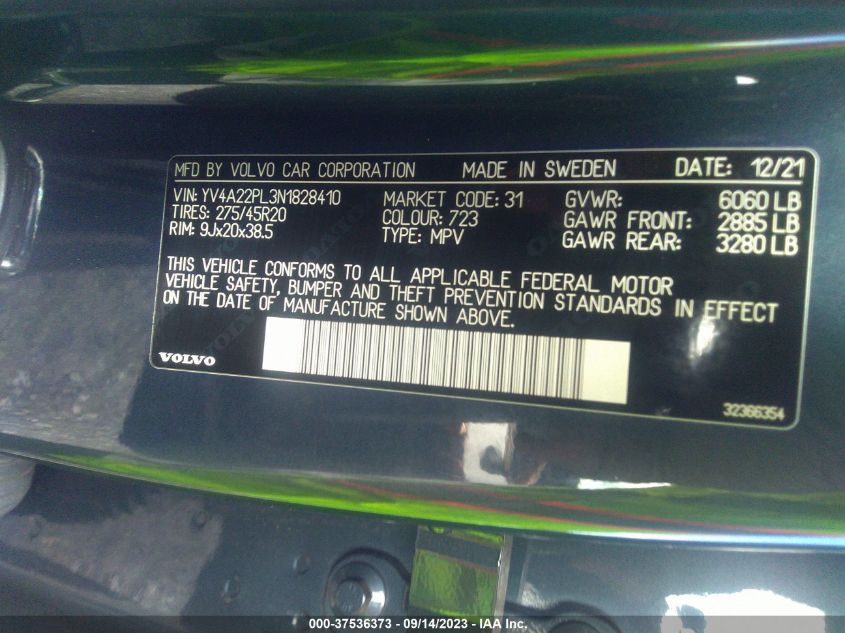 MFD BY VOLVO CAR CORPORATION MADE IN SWEDEN DATE: 12/21
VIN: YV4A22PL3N1828410 MARKET CODE: 31 GVWR: 6060 LB
TIRES: 275/45R20 COLOUR: 723 GAWR FRONT: 2885 LB
RIM: 9Jx20x38.5 TYPE: MPV GAWR REAR: 3280 LB
THIS VEHICLE CONFORMS TO ALL APPLICABLE FEDERAL MOTOR
VEHICLE SAFETY, BUMPER AND THEFT PREVENTION STANDARDS IN EFFECT
ON THE DATE OF MANUFACTURE SHOWN ABOVE.
VOLVO
32366354
000-37536373 — 09/14/2023 — IAA Inc.